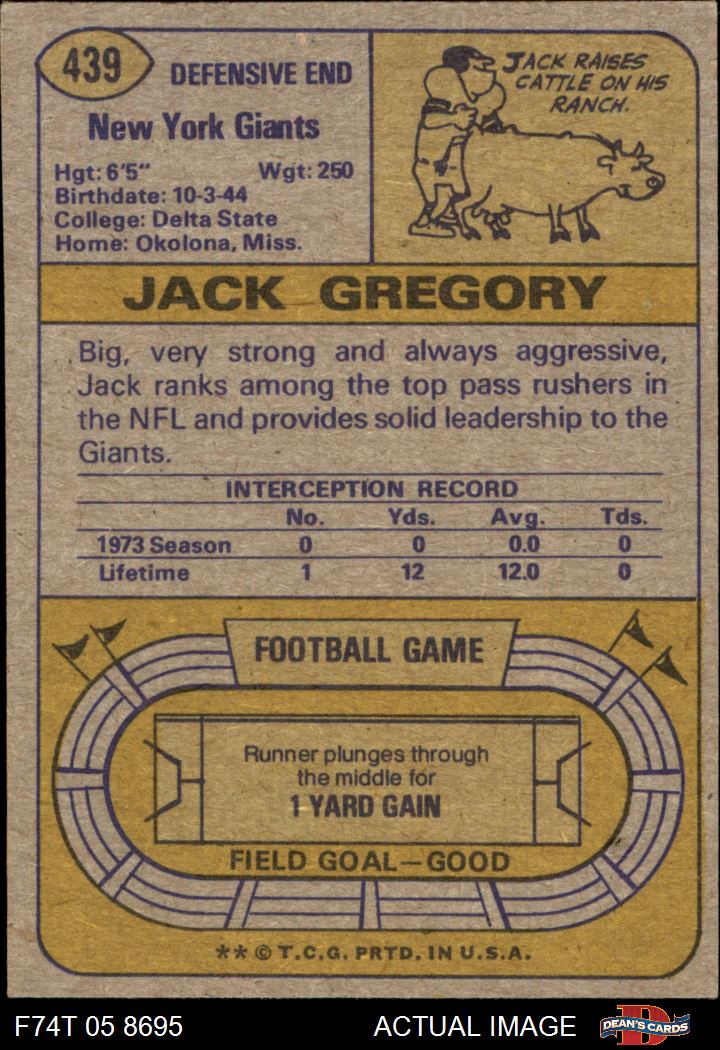 439
DEFENSIVE END
New York Giants
Hgt: 6'5" Wgt: 250
Birthdate: 10-3-44
College: Delta State
Home: Okolona, Miss.
JACK RAISES
CATTLE ON HIS
RANCH.
JACK GREGORY
Big, very strong and always aggressive,
Jack ranks among the top pass rushers in
the NFL and provides solid leadership to the
Giants.
INTERCEPTION RECORD
No. Yds. Avg. Tds.
1973 Season 0 0 0.0 0
Lifetime 1 12 12.0 0
FOOTBALL GAME
Runner plunges through
the middle for
1 YARD GAIN
FIELD GOAL—GOOD
** © T.C.G. PRTD. IN U.S.A.
F74T 05 8695 ACTUAL IMAGE
D
DEAN'S CARDS